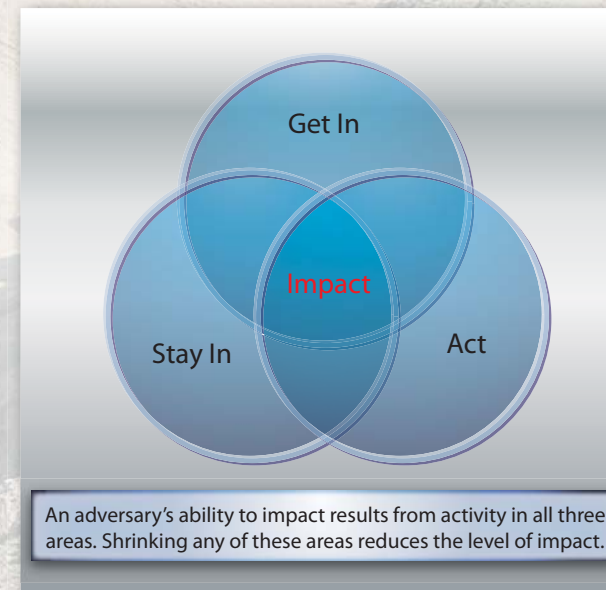 Get In
Impact
Stay In
Act
An adversary’s ability to impact results from activity in all three
areas. Shrinking any of these areas reduces the level of impact.